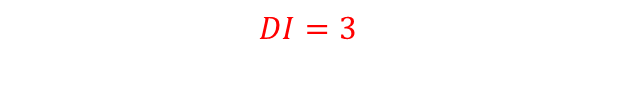 DI = 3